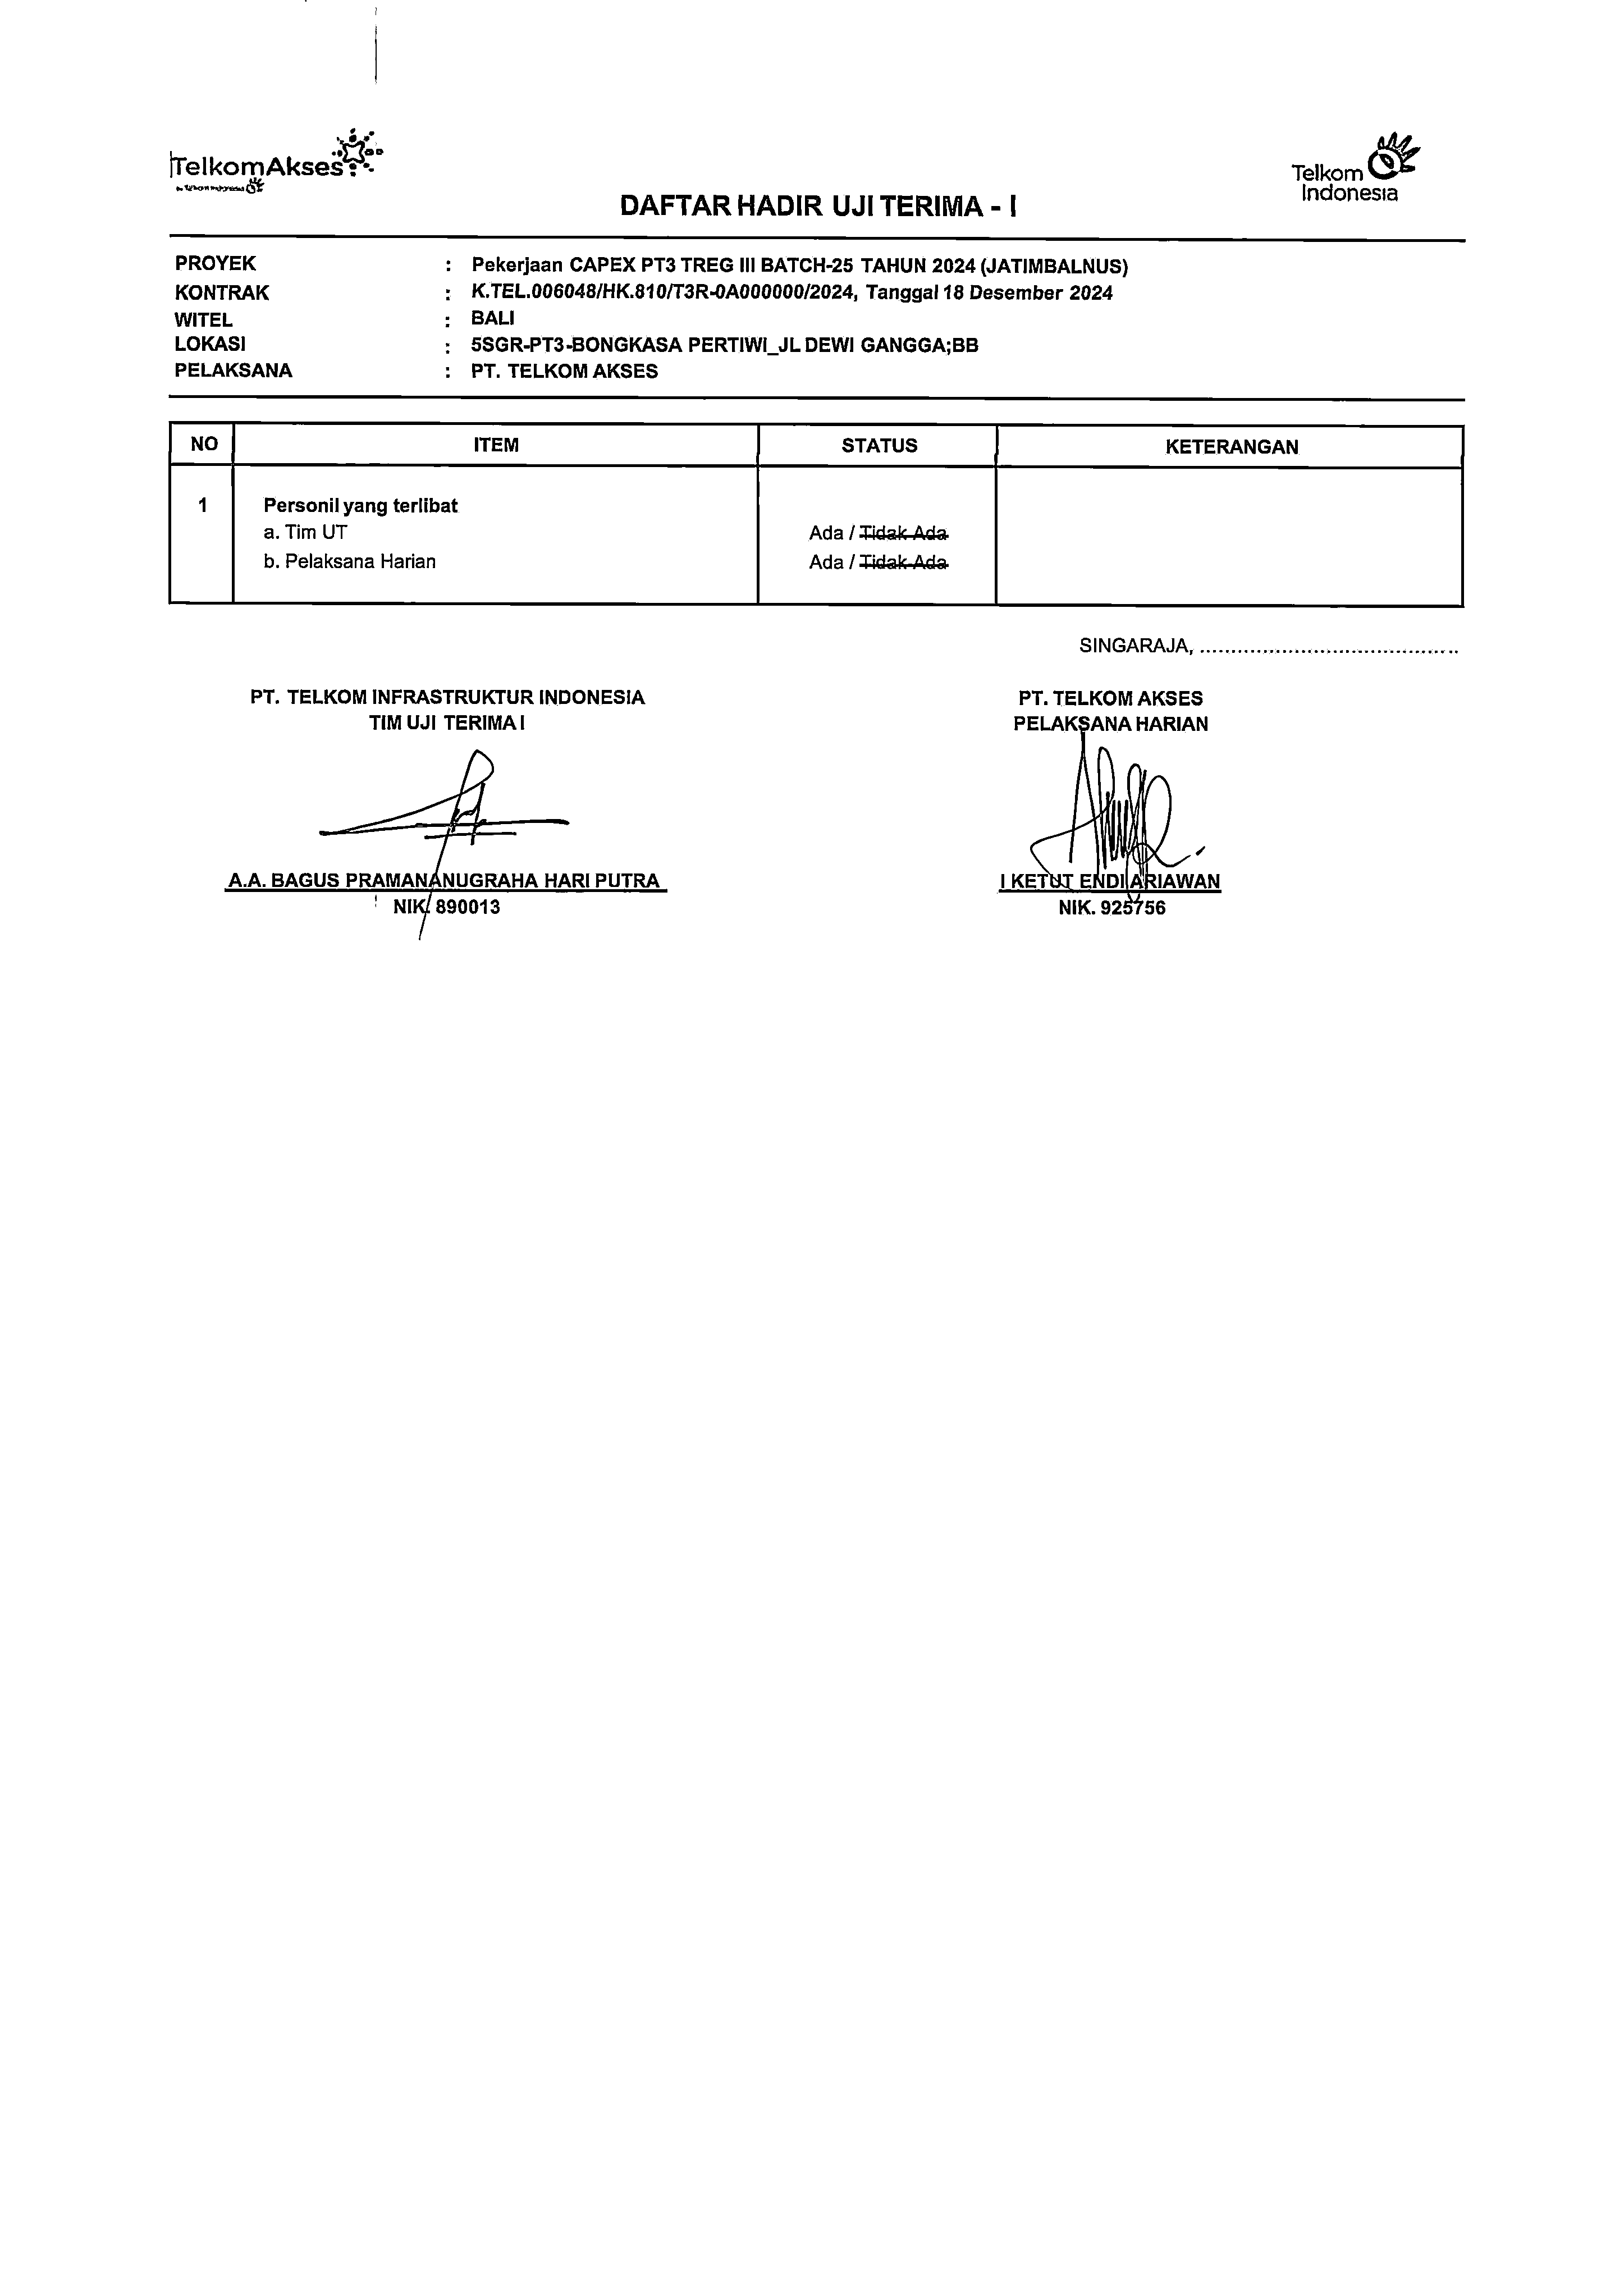 TelkomAkses
by Telkom Indonesia
Telkom
Indonesia
DAFTAR HADIR UJI TERIMA - I
PROYEK : Pekerjaan CAPEX PT3 TREG III BATCH-25 TAHUN 2024 (JATIMBALNUS)
KONTRAK : K.TEL.006048/HK.810/T3R-0A000000/2024, Tanggal 18 Desember 2024
WITEL : BALI
LOKASI : 5SGR-PT3-BONGKASA PERTIWI_JL DEWI GANGGA;BB
PELAKSANA : PT. TELKOM AKSES
NO ITEM STATUS KETERANGAN
1 Personil yang terlibat
a. Tim UT Ada / Tidak Ada
b. Pelaksana Harian Ada / Tidak Ada
SINGARAJA, .........................................
PT. TELKOM INFRASTRUKTUR INDONESIA PT. TELKOM AKSES
TIM UJI TERIMA I PELAKSANA HARIAN
A.A. BAGUS PRAMANANUGRAHA HARI PUTRA I KETUT ENDI ARIAWAN
NIK. 890013 NIK. 925756